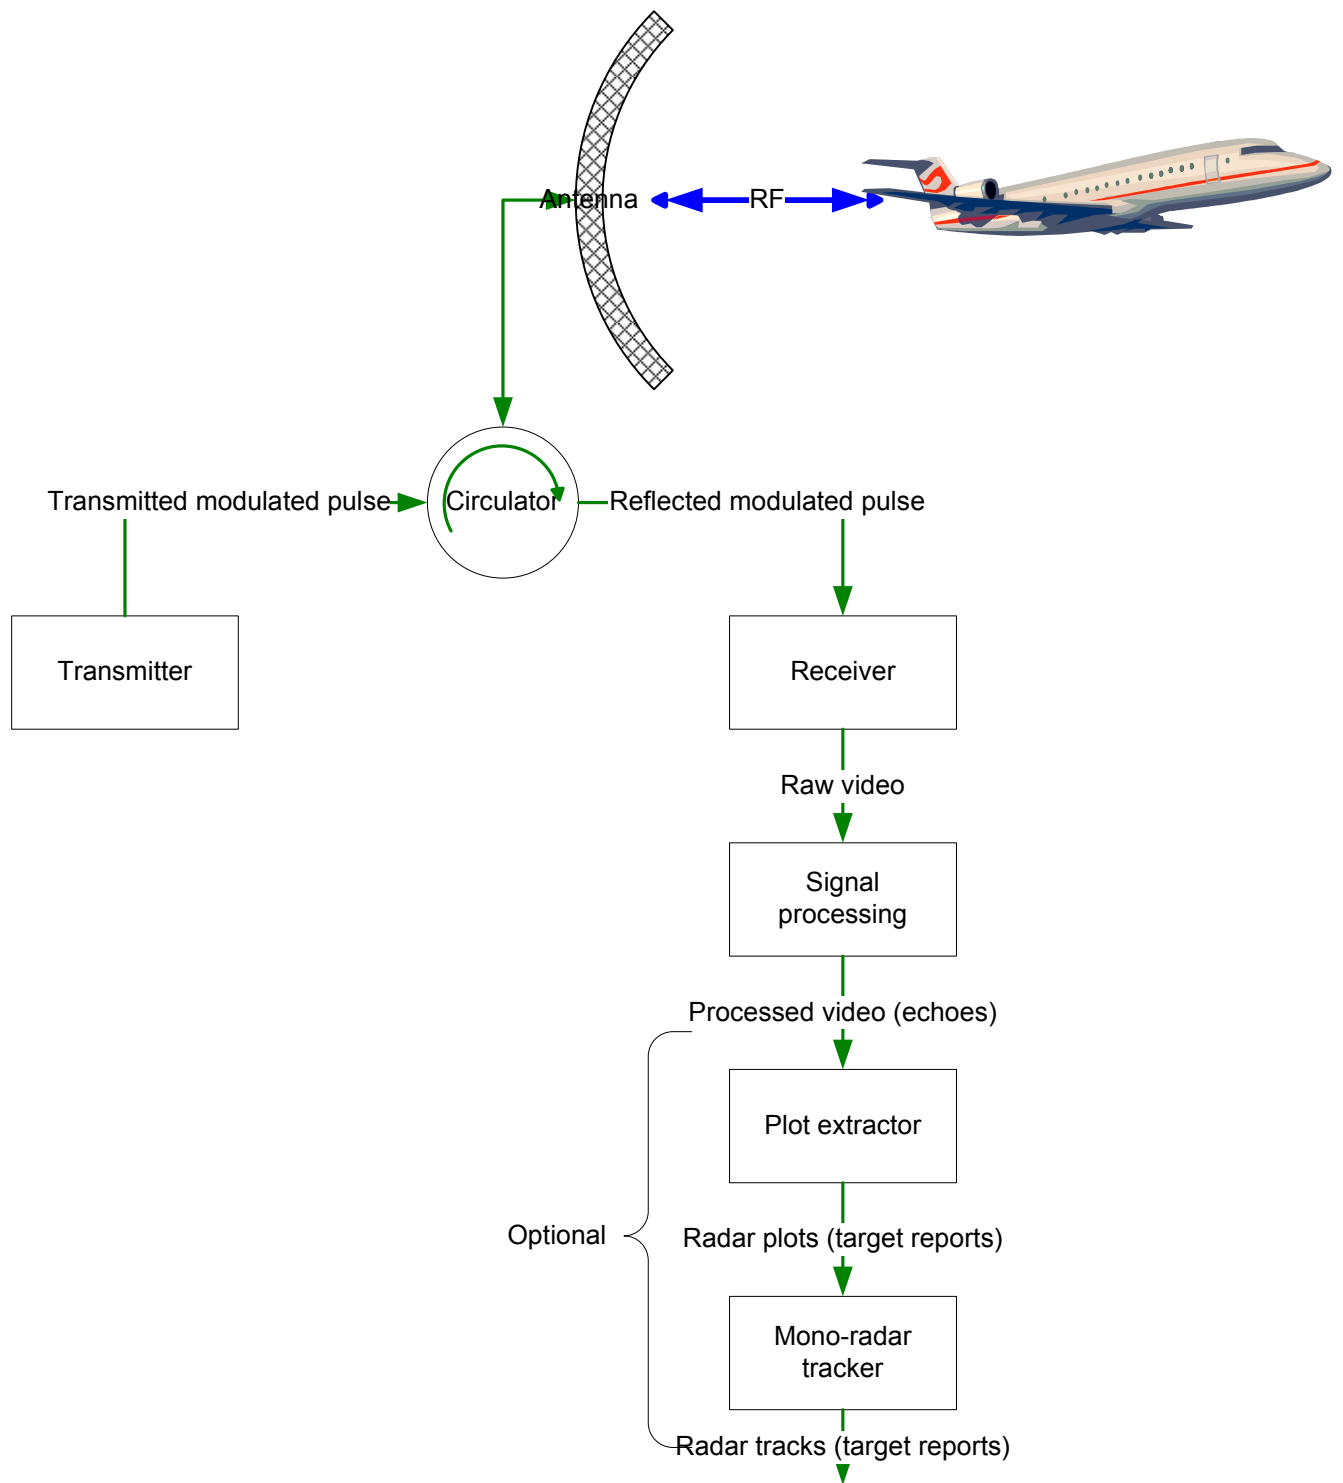 Antenna
RF
Transmitted modulated pulse
Circulator
Reflected modulated pulse
Transmitter
Receiver
Raw video
Signal
processing
Processed video (echoes)
Plot extractor
Optional
Radar plots (target reports)
Mono-radar
tracker
Radar tracks (target reports)